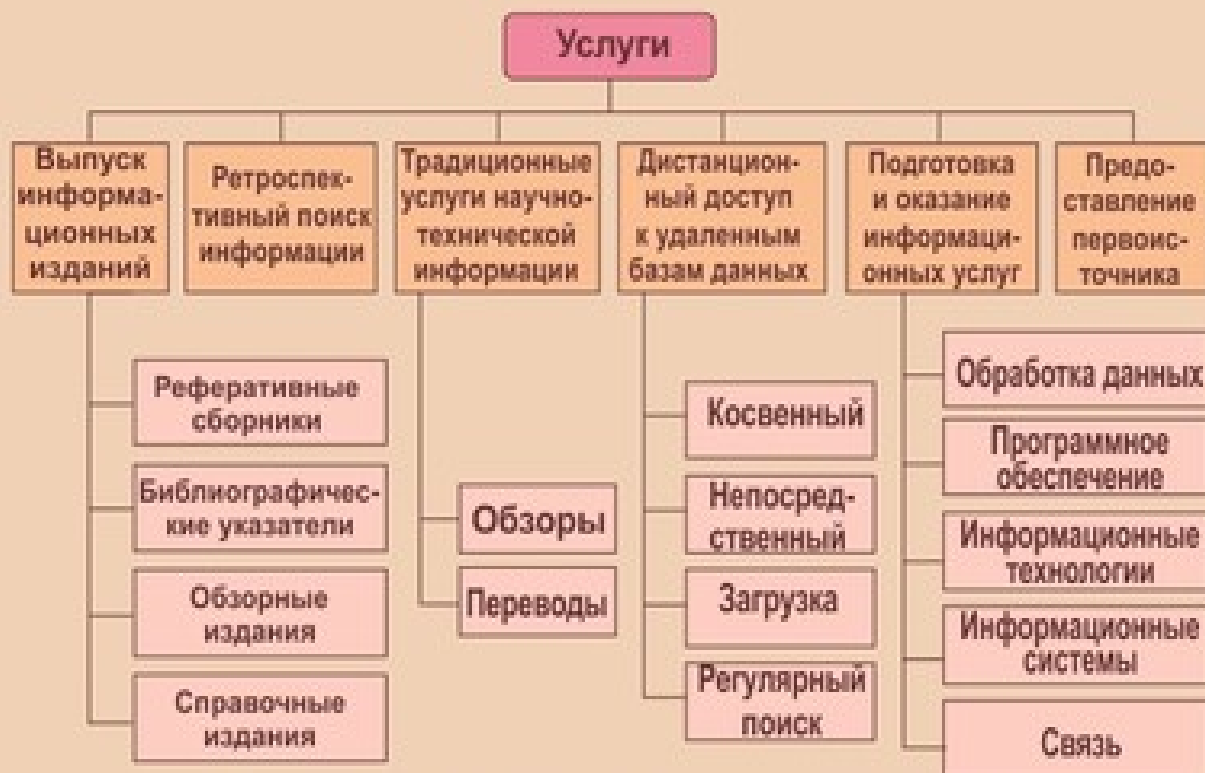 Услуги
Выпуск
информа-
ционных
изданий
Ретроспек-
тивный поиск
информации
Традиционные
услуги научно-
технической
информации
Дистанцион-
ный доступ
к удаленным
базам данных
Подготовка
и оказание
информаци-
онных услуг
Предо-
ставление
первоис-
точника
Реферативные
сборники
Библиографичес-
кие указатели
Обзорные
издания
Справочные
издания
Обзоры
Переводы
Косвенный
Непосред-
ственный
Загрузка
Регулярный
поиск
Обработка данных
Программное
обеспечение
Информационные
технологии
Информационные
системы
Связь